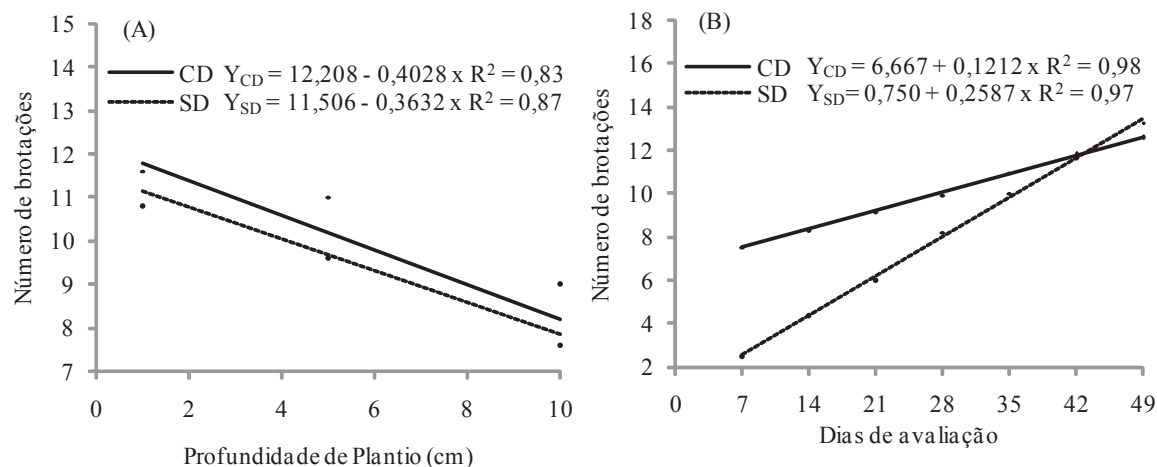 (A)
CD Y_CD = 12,208 - 0,4028 x R² = 0,83
SD Y_SD = 11,506 - 0,3632 x R² = 0,87
Número de brotações
15
14
13
12
11
10
9
8
7
0 2 4 6 8 10
Profundidade de Plantio (cm)
(B)
CD Y_CD = 6,667 + 0,1212 x R² = 0,98
SD Y_SD= 0,750 + 0,2587 x R² = 0,97
Número de brotações
18
16
14
12
10
8
6
4
2
0 7 14 21 28 35 42 49
Dias de avaliação